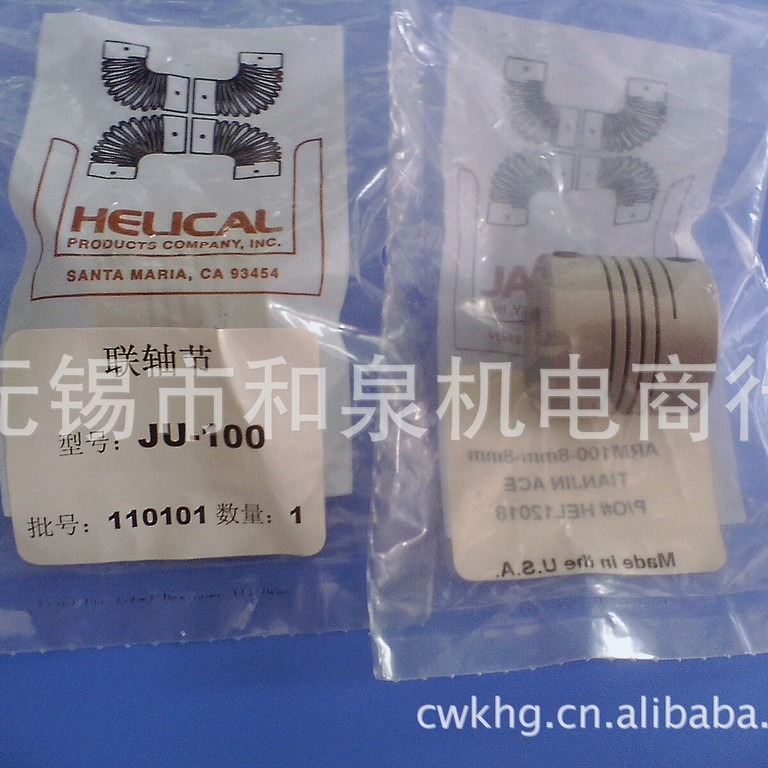 HELICAL
PRODUCTS COMPANY, INC.
SANTA MARIA, CA 93454
联轴节
型号：JU-100
批号：110101 数量：1
ARM100-8mm-8mm
TIANJIN ACE
P/O# HEL12018
Made in the U.S.A.
无锡市和泉机电商行
cwkhg.cn.alibaba.c